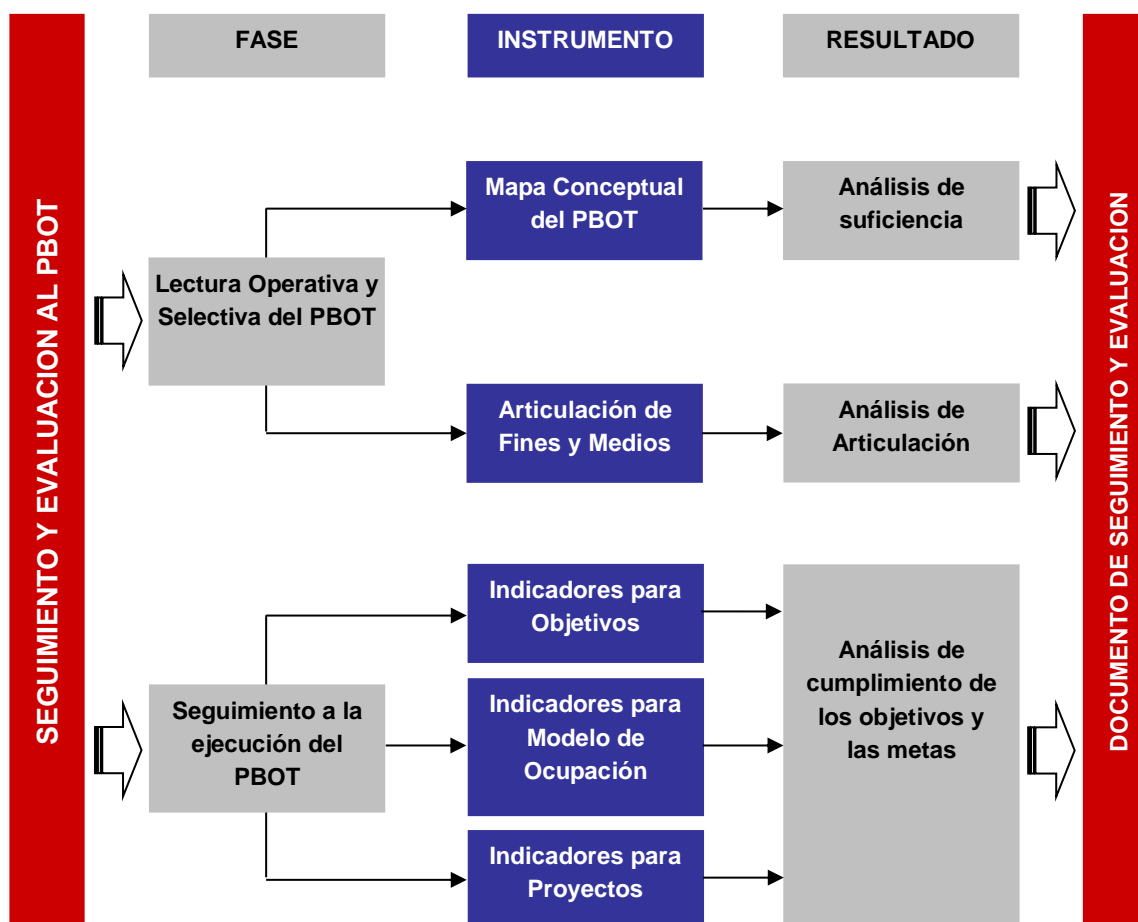 SEGUIMIENTO Y EVALUACION AL PBOT
FASE
INSTRUMENTO
RESULTADO
Mapa Conceptual
del PBOT
Análisis de
suficiencia
Lectura Operativa y
Selectiva del PBOT
Articulación de
Fines y Medios
Análisis de
Articulación
Indicadores para
Objetivos
Seguimiento a la
ejecución del
PBOT
Indicadores para
Modelo de
Ocupación
Análisis de
cumplimiento de
los objetivos y
las metas
Indicadores para
Proyectos
DOCUMENTO DE SEGUIMIENTO Y EVALUACION